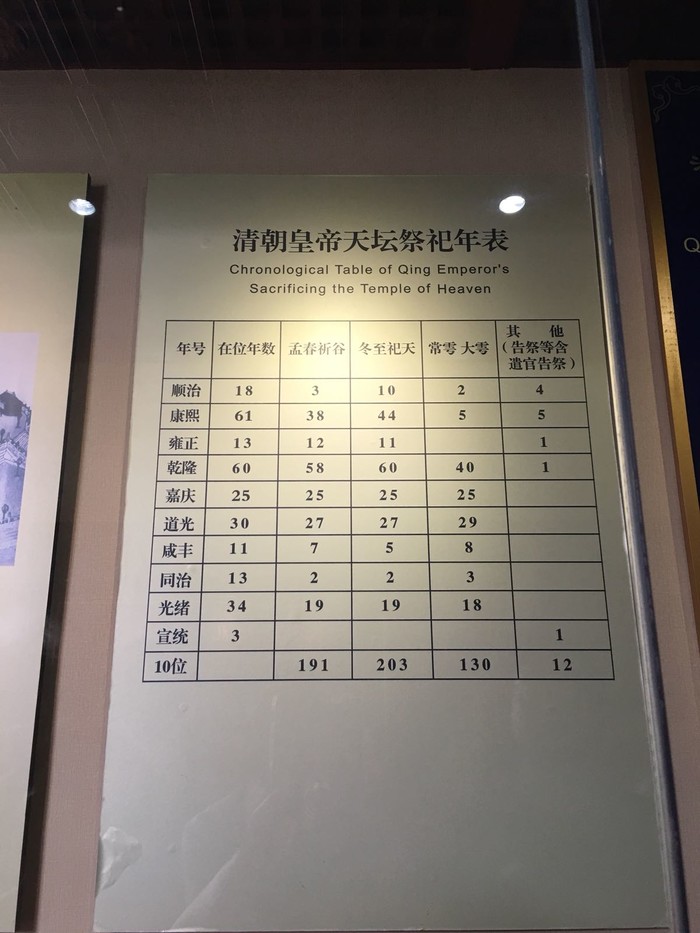 清朝皇帝天坛祭祀年表
Chronological Table of Qing Emperor's
Sacrificing the Temple of Heaven
年号 在位年数 孟春祈谷 冬至祀天 常雩 大雩 其 他
(告祭等含
遣官告祭)
顺治 18 3 10 2 4
康熙 61 38 44 5 5
雍正 13 12 11 1
乾隆 60 58 60 40 1
嘉庆 25 25 25 25
道光 30 27 27 29
咸丰 11 7 5 8
同治 13 2 2 3
光绪 34 19 19 18
宣统 3 1
10位 191 203 130 12
Q